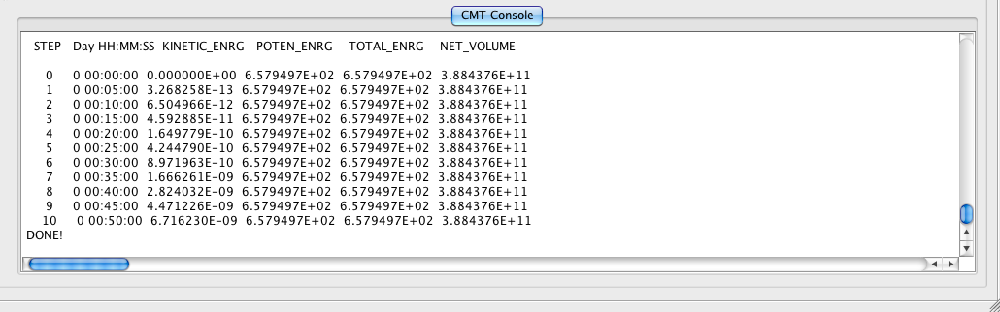 CMT Console
STEP Day HH:MM:SS KINETIC_ENRG POTEN_ENRG TOTAL_ENRG NET_VOLUME
0 0 00:00:00 0.000000E+00 6.579497E+02 6.579497E+02 3.884376E+11
1 0 00:05:00 3.268258E-13 6.579497E+02 6.579497E+02 3.884376E+11
2 0 00:10:00 6.504966E-12 6.579497E+02 6.579497E+02 3.884376E+11
3 0 00:15:00 4.592885E-11 6.579497E+02 6.579497E+02 3.884376E+11
4 0 00:20:00 1.649779E-10 6.579497E+02 6.579497E+02 3.884376E+11
5 0 00:25:00 4.244790E-10 6.579497E+02 6.579497E+02 3.884376E+11
6 0 00:30:00 8.971963E-10 6.579497E+02 6.579497E+02 3.884376E+11
7 0 00:35:00 1.666261E-09 6.579497E+02 6.579497E+02 3.884376E+11
8 0 00:40:00 2.824032E-09 6.579497E+02 6.579497E+02 3.884376E+11
9 0 00:45:00 4.471226E-09 6.579497E+02 6.579497E+02 3.884376E+11
10 0 00:50:00 6.716230E-09 6.579497E+02 6.579497E+02 3.884376E+11
DONE!